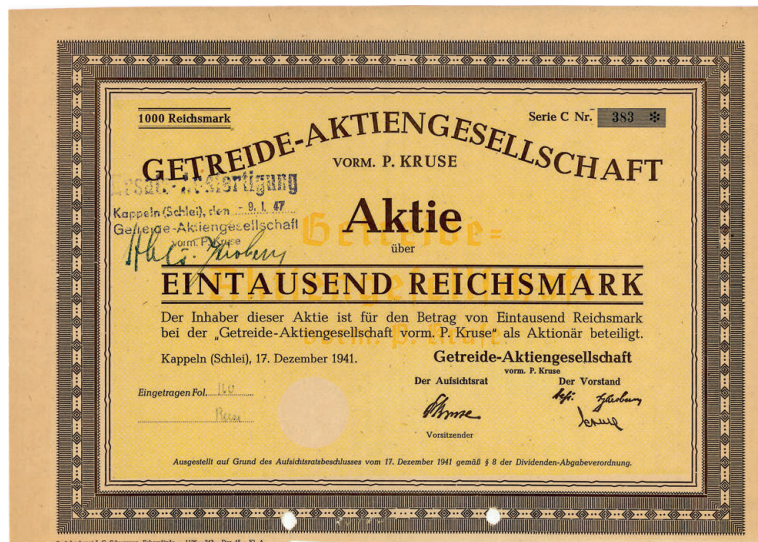 1000 Reichsmark
Serie C Nr. 383 *
GETREIDE-AKTIENGESELLSCHAFT
VORM. P. KRUSE
Ersatz-Ausfertigung
Kappeln (Schlei), den - 9. 1. 47
Getreide-Aktiengesellschaft
vorm. P. Kruse
Aktie
über
EINTAUSEND REICHSMARK
Der Inhaber dieser Aktie ist für den Betrag von Eintausend Reichsmark
bei der „Getreide-Aktiengesellschaft vorm. P. Kruse" als Aktionär beteiligt.
Kappeln (Schlei), 17. Dezember 1941.
Getreide-Aktiengesellschaft
vorm. P. Kruse
Der Aufsichtsrat
Der Vorstand
Eingetragen Fol.
Kruse
Kruse
Vorsitzender
Ausgestellt auf Grund des Aufsichtsratsbeschlusses vom 17. Dezember 1941 gemäß § 8 der Dividenden-Abgabeverordnung.